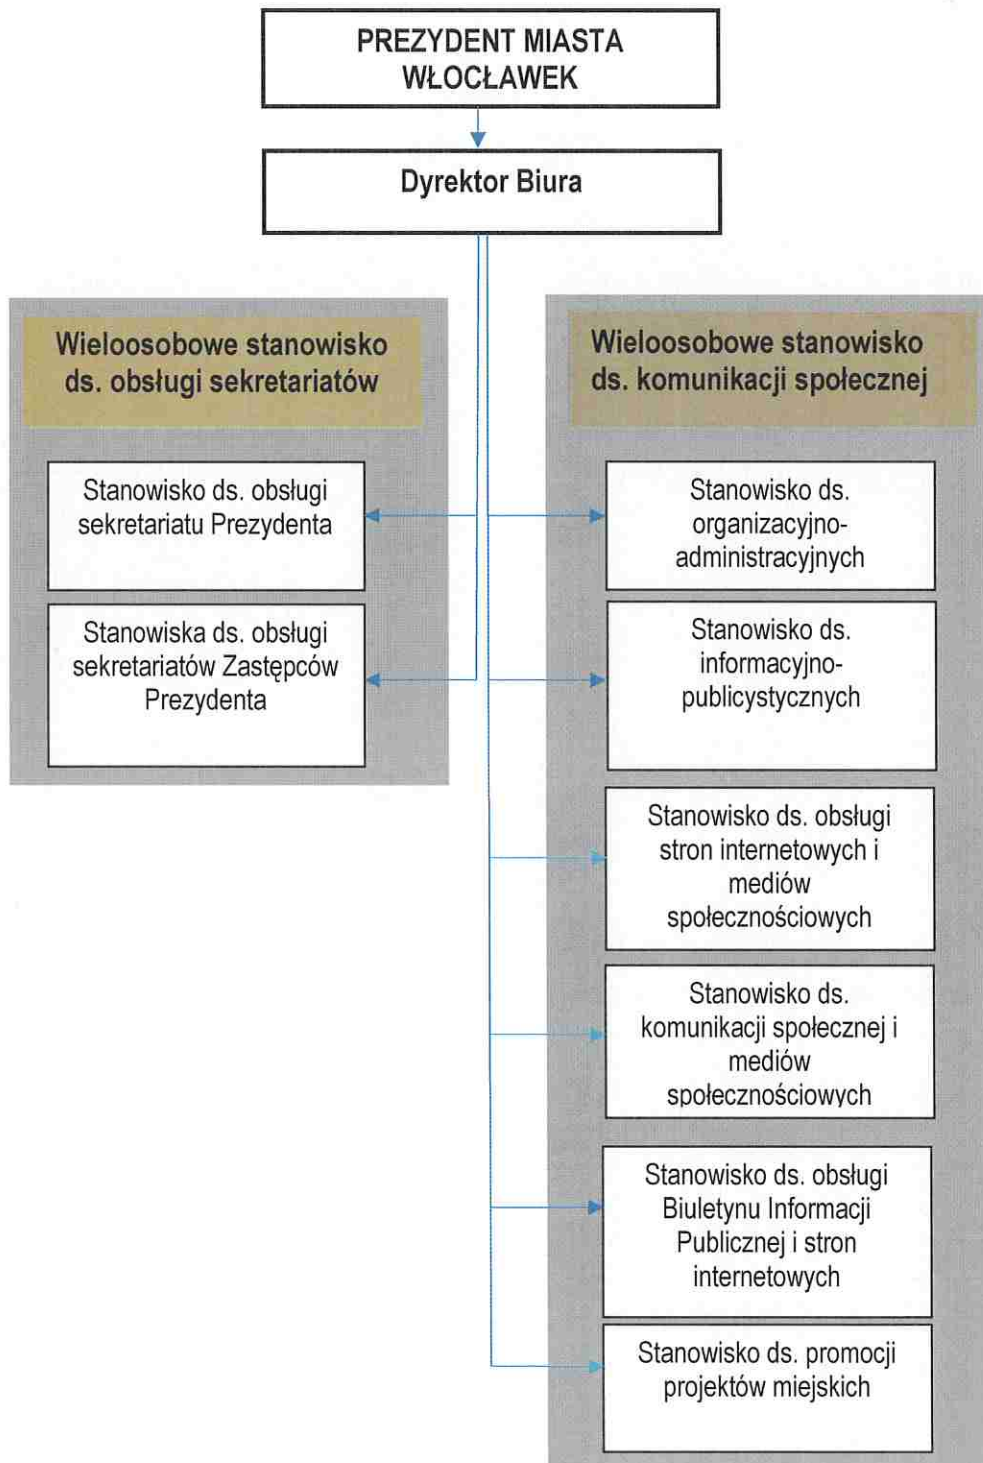 PREZYDENT MIASTA
WŁOCŁAWEK
Dyrektor Biura
Wieloosobowe stanowisko
ds. obsługi sekretariatów
Stanowisko ds. obsługi
sekretariatu Prezydenta
Stanowiska ds. obsługi
sekretariatów Zastępców
Prezydenta
Wieloosobowe stanowisko
ds. komunikacji społecznej
Stanowisko ds.
organizacyjno-
administracyjnych
Stanowisko ds.
informacyjno-
publicystycznych
Stanowisko ds. obsługi
stron internetowych i
mediów
społecznościowych
Stanowisko ds.
komunikacji społecznej i
mediów
społecznościowych
Stanowisko ds. obsługi
Biuletynu Informacji
Publicznej i stron
internetowych
Stanowisko ds. promocji
projektów miejskich